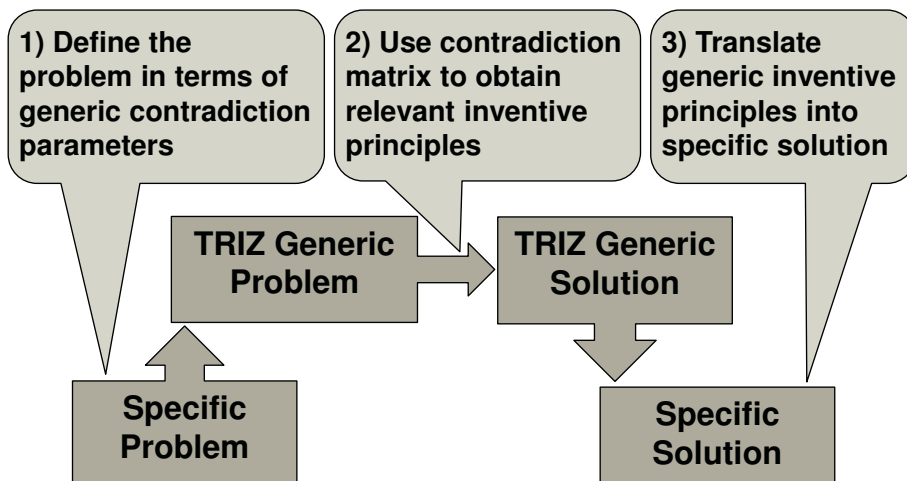 1) Define the
problem in terms of
generic contradiction
parameters
2) Use contradiction
matrix to obtain
relevant inventive
principles
3) Translate
generic inventive
principles into
specific solution
TRIZ Generic
Problem
TRIZ Generic
Solution
Specific
Problem
Specific
Solution